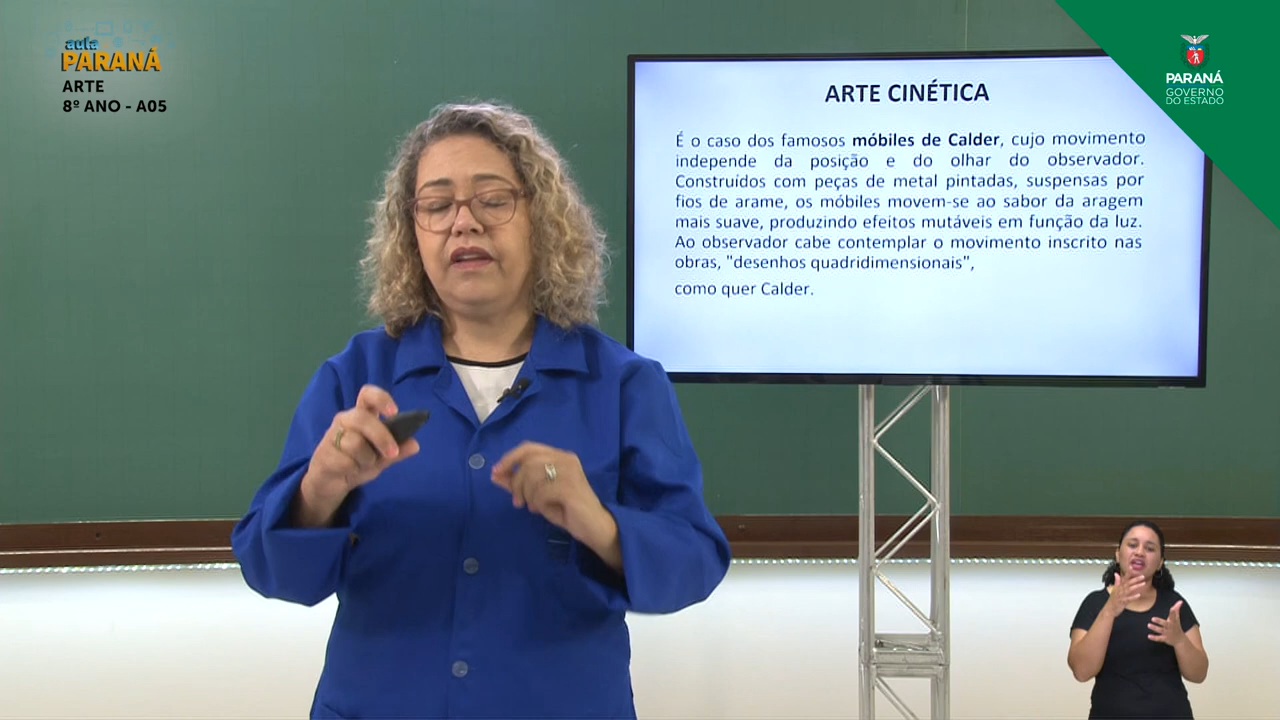 aula
PARANÁ
ARTE
8º ANO - A05
ARTE CINÉTICA
É o caso dos famosos móbiles de Calder, cujo movimento
independe da posição e do olhar do observador.
Construídos com peças de metal pintadas, suspensas por
fios de arame, os móbiles movem-se ao sabor da aragem
mais suave, produzindo efeitos mutáveis em função da luz.
Ao observador cabe contemplar o movimento inscrito nas
obras, "desenhos quadridimensionais",
como quer Calder.
PARANÁ
GOVERNO
DO ESTADO